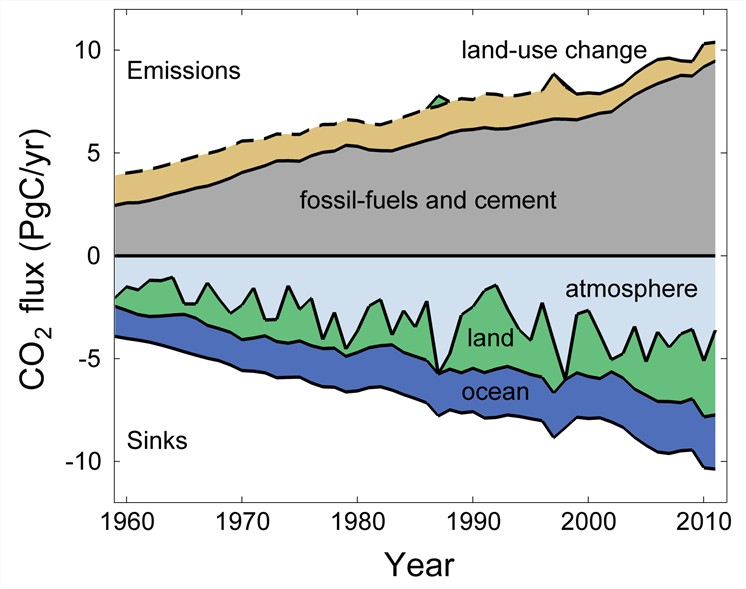 land-use change
Emissions
fossil-fuels and cement
atmosphere
land
ocean
Sinks
CO₂ flux (PgC/yr)
10
5
0
-5
-10
1960 1970 1980 1990 2000 2010
Year